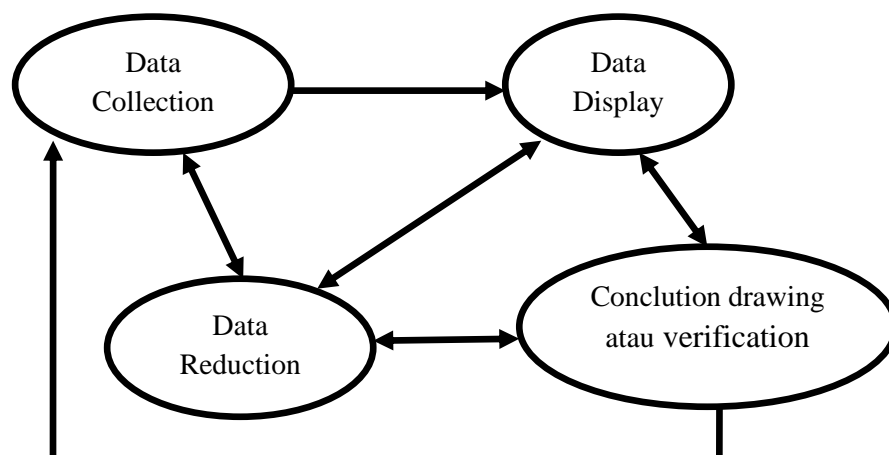 Data
Collection
Data
Display
Data
Reduction
Conclution drawing
atau verification